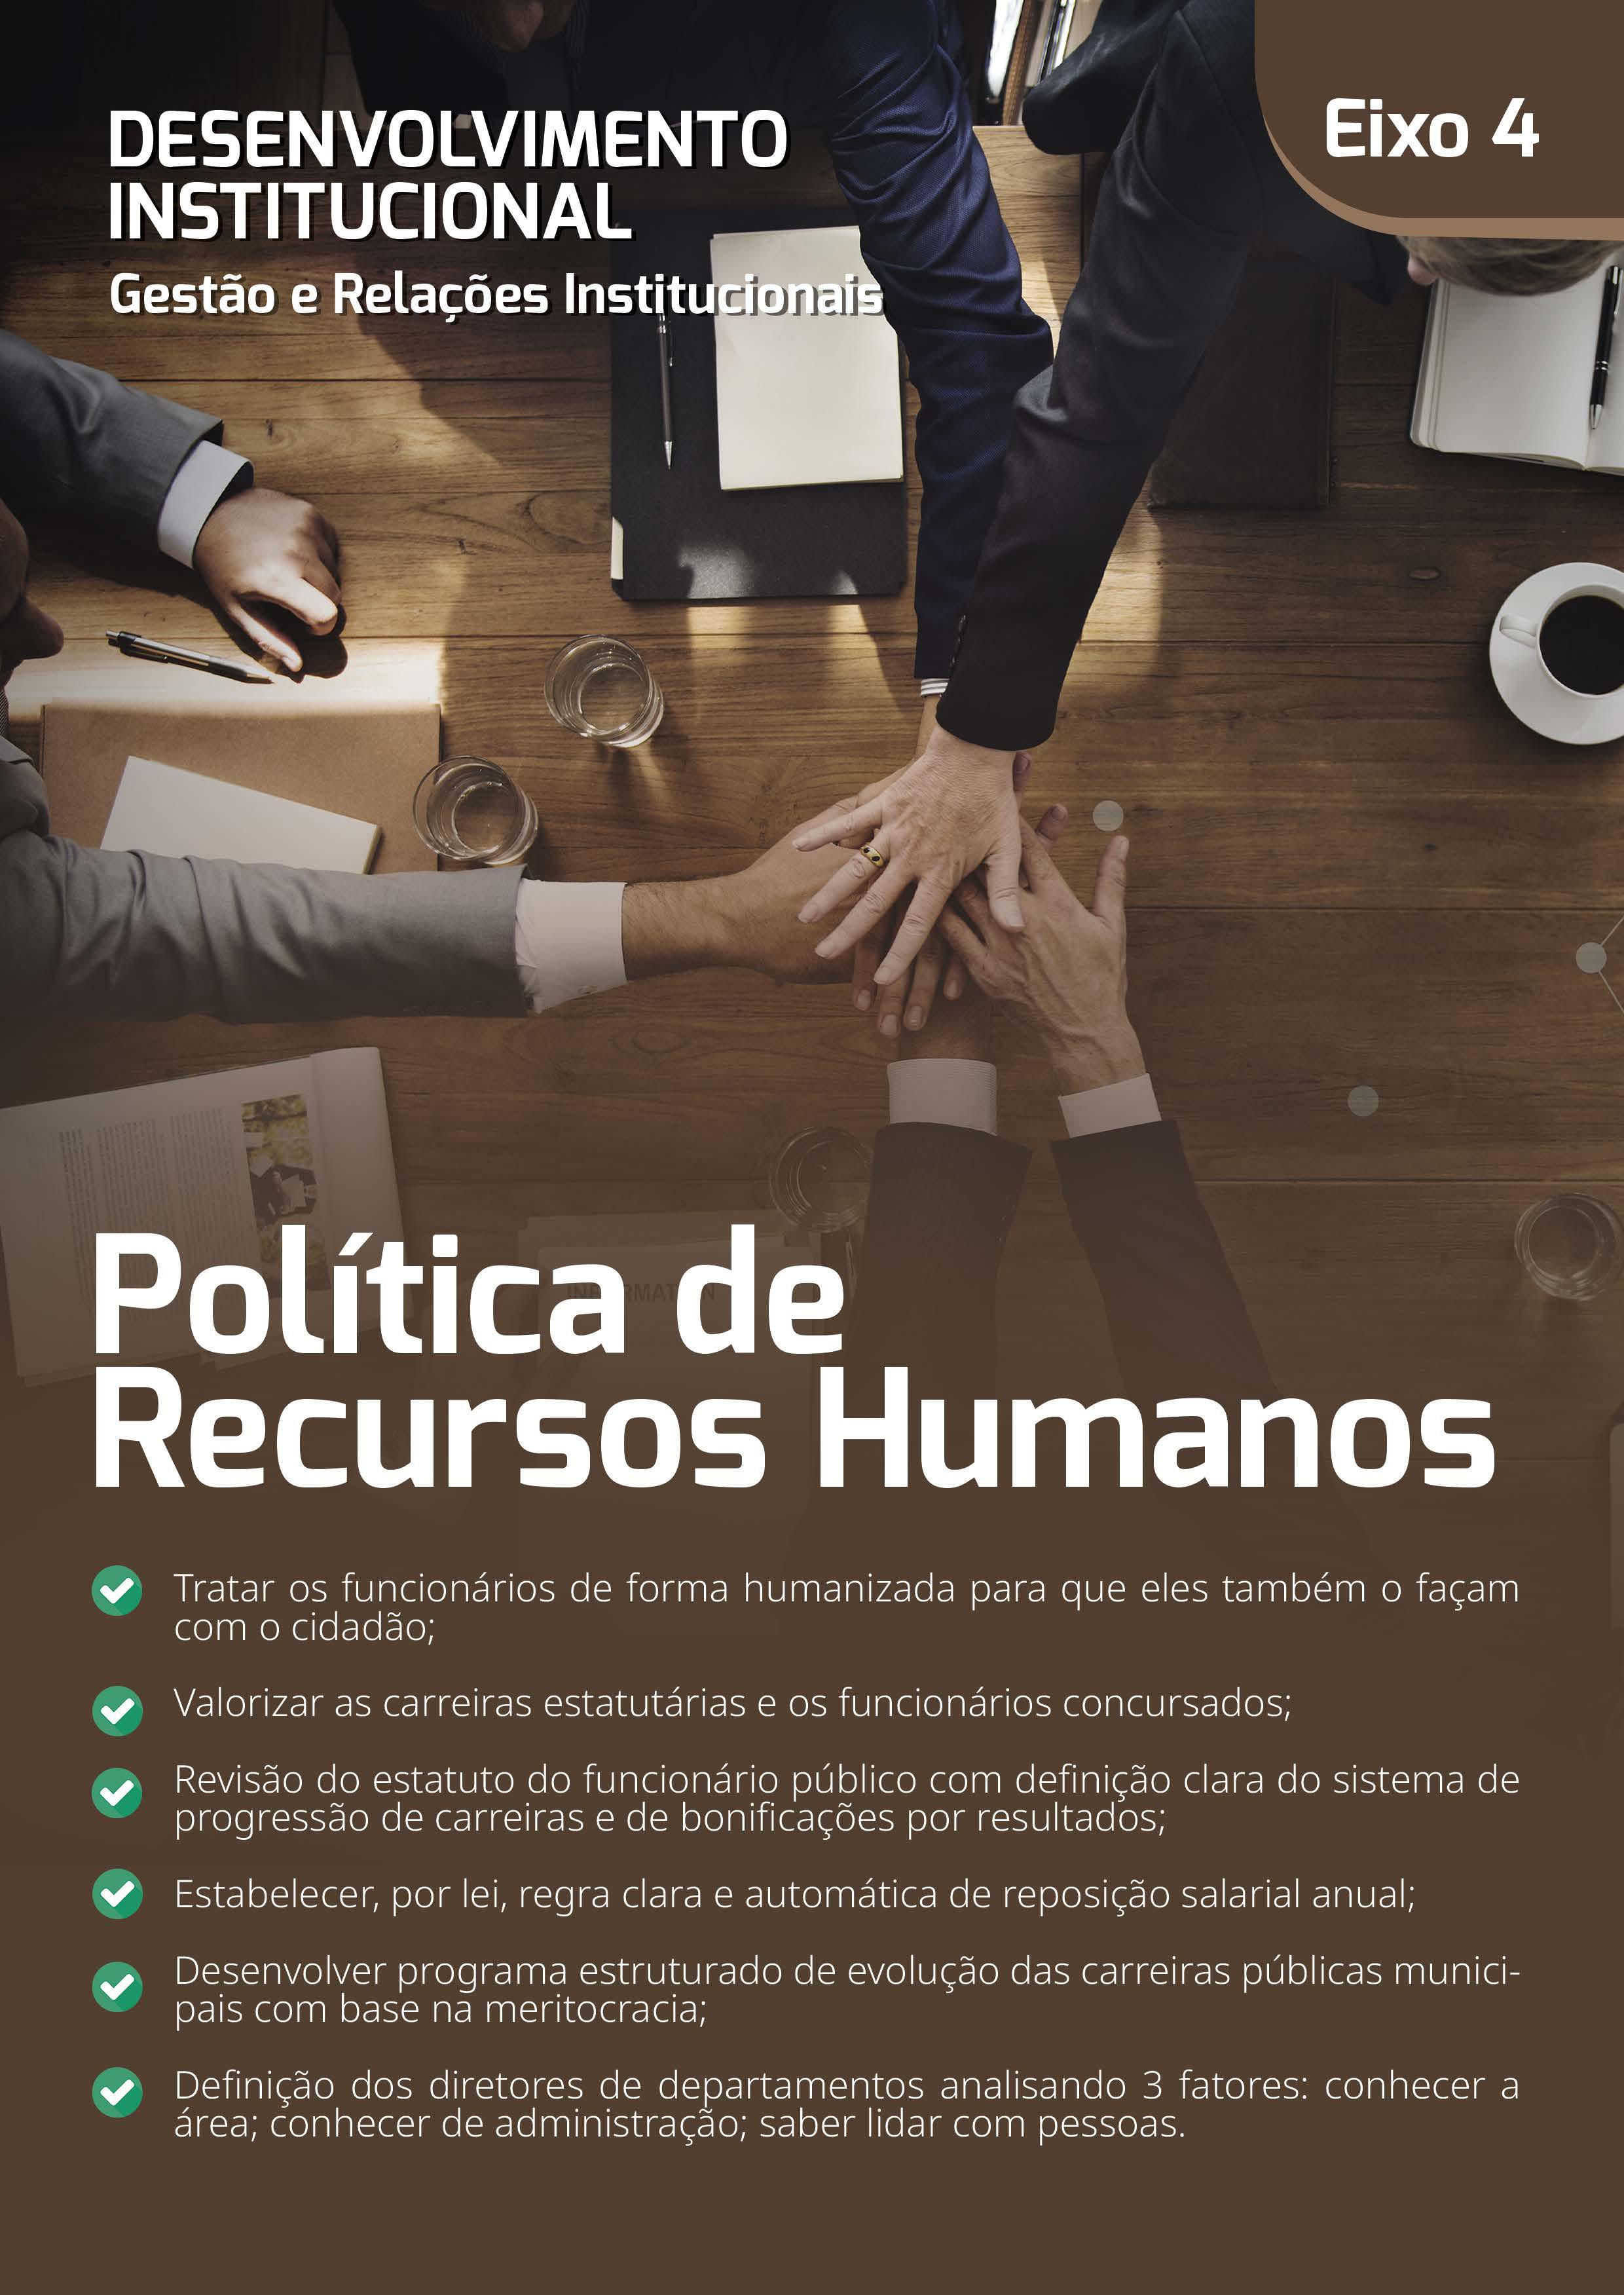 DESENVOLVIMENTO
INSTITUCIONAL
Gestão e Relações Institucionais
Eixo 4
Política de
Recursos Humanos
Tratar os funcionários de forma humanizada para que eles também o façam
com o cidadão;
Valorizar as carreiras estatutárias e os funcionários concursados;
Revisão do estatuto do funcionário público com definição clara do sistema de
progressão de carreiras e de bonificações por resultados;
Estabelecer, por lei, regra clara e automática de reposição salarial anual;
Desenvolver programa estruturado de evolução das carreiras públicas munici-
pais com base na meritocracia;
Definição dos diretores de departamentos analisando 3 fatores: conhecer a
área; conhecer de administração; saber lidar com pessoas.